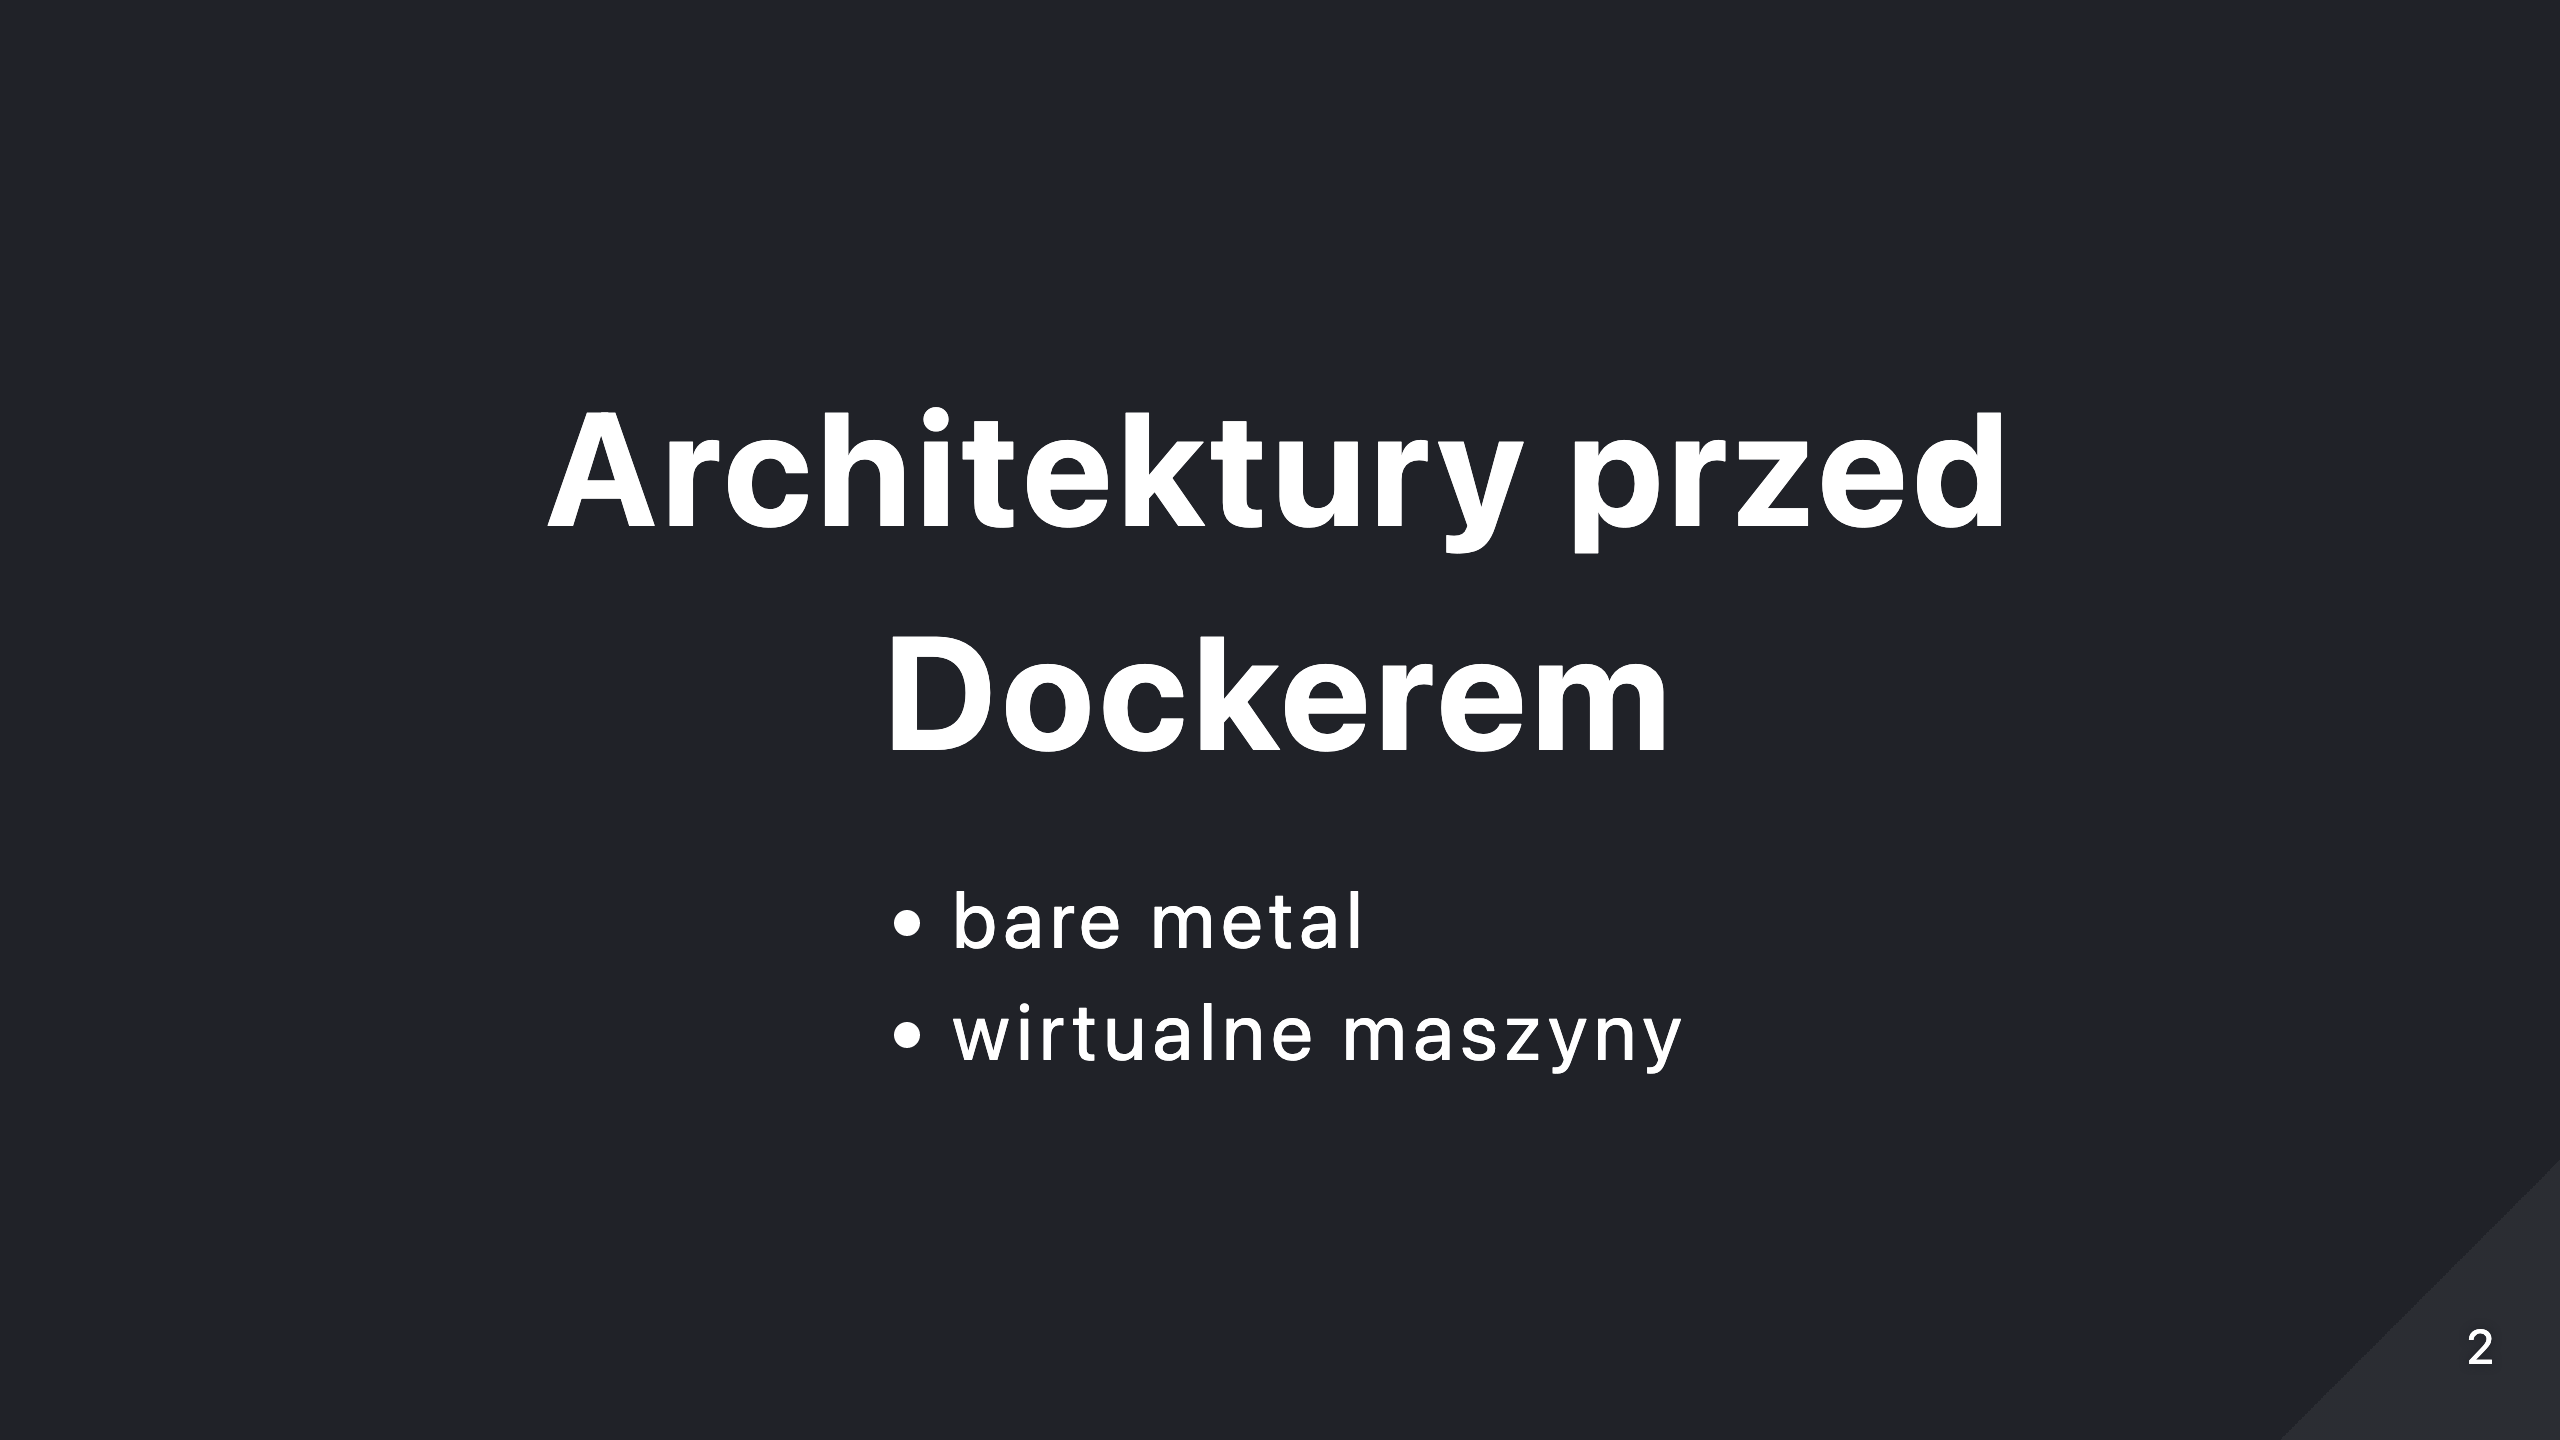 Architektury przed
Dockerem
• bare metal
• wirtualne maszyny
2